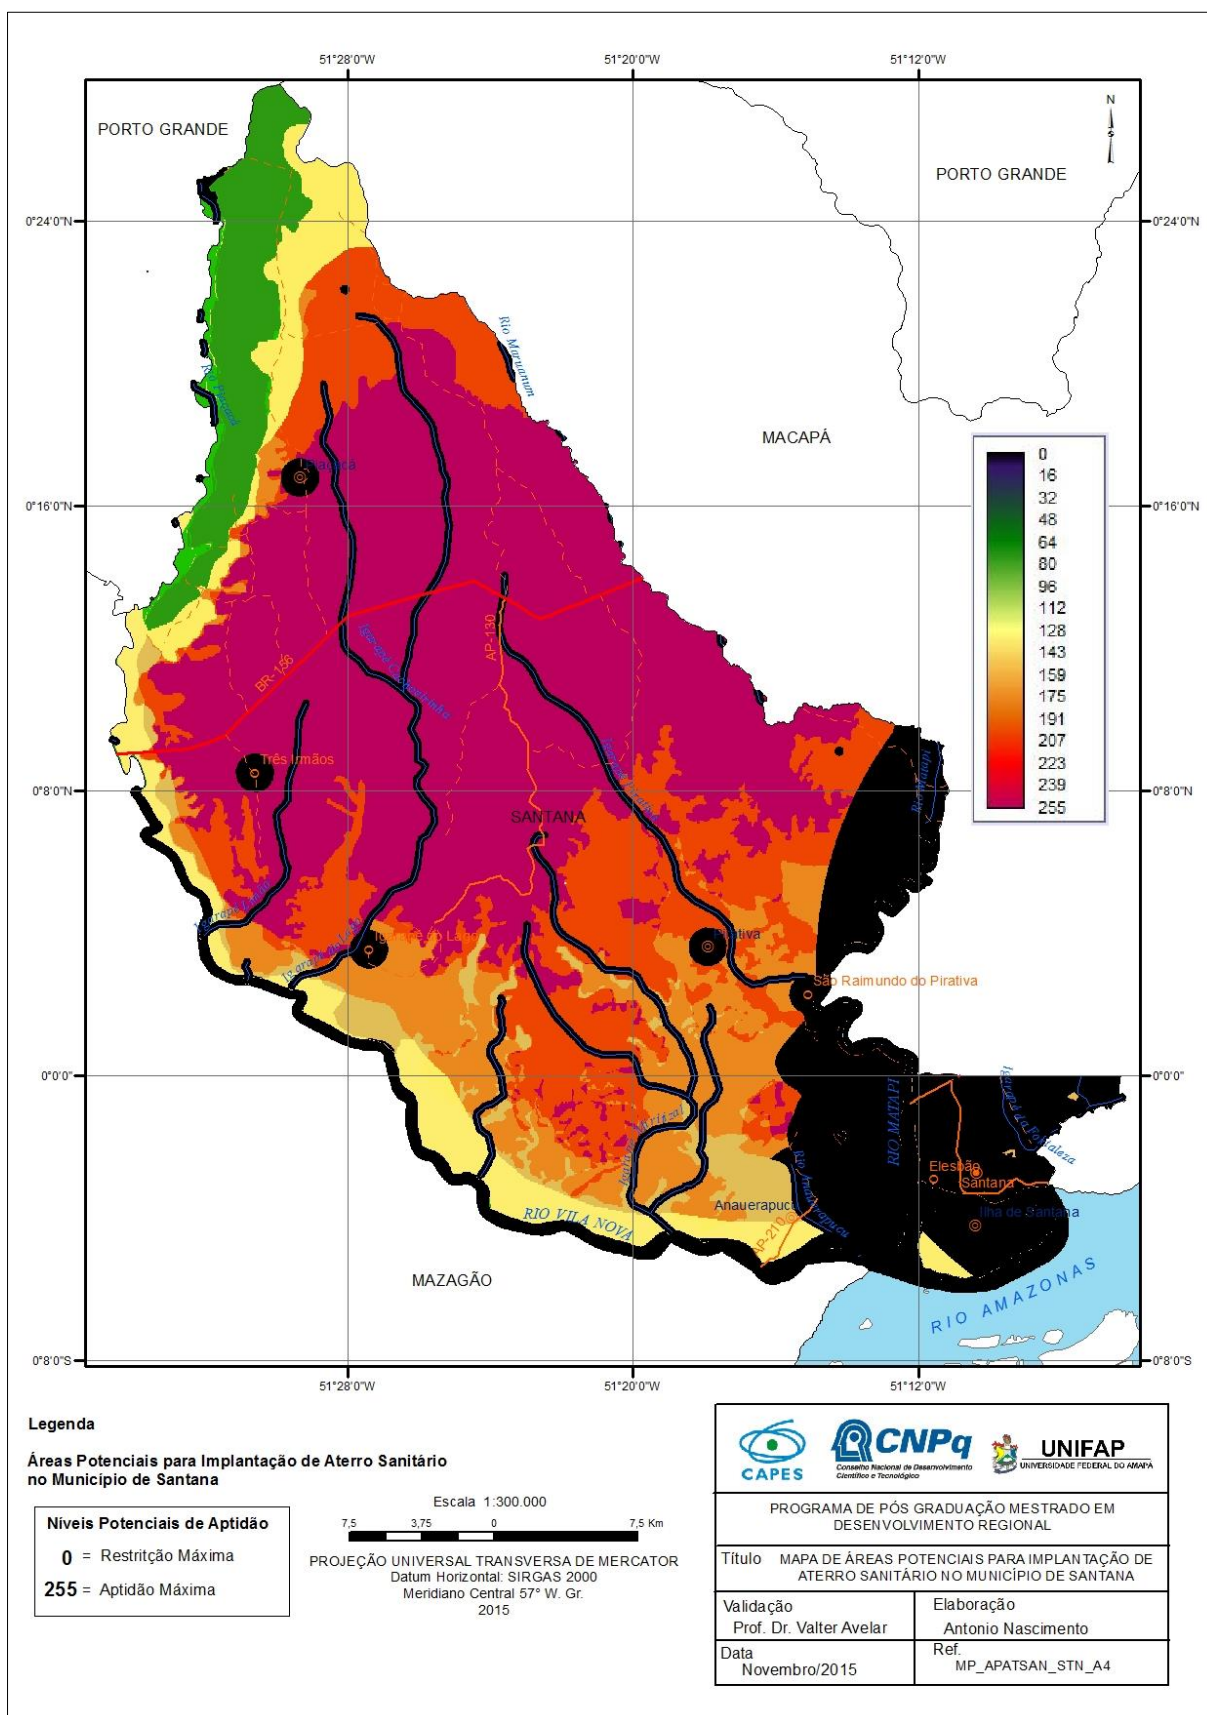 51°28'0"W
51°20'0"W
51°12'0"W
PORTO GRANDE
N
S
PORTO GRANDE
0°24'0"N
0°24'0"N
Rio Maruanum
MACAPÁ
0
16
32
48
64
80
96
112
128
143
159
175
191
207
223
239
255
0°16'0"N
0°16'0"N
AP-130
BR-156
Três Irmãos
Rio Matapi
0°8'0"N
0°8'0"N
SANTANA
Igarapé do Lago
Pirativa
São Raimundo do Pirativa
0°0'0"
0°0'0"
RIO MATAPI
Igarapé da Fortaleza
Elesbão
Santana
Anauerapucu
Rio Anauerapucu
Ilha de Santana
RIO VILA NOVA
AP-210
MAZAGÃO
RIO AMAZONAS
0°8'0"S
0°8'0"S
51°28'0"W
51°20'0"W
51°12'0"W
Legenda
Áreas Potenciais para Implantação de Aterro Sanitário
no Município de Santana
Níveis Potenciais de Aptidão
0 = Restritção Máxima
255 = Aptidão Máxima
Escala 1:300.000
7,5 3,75 0 7,5 Km
PROJEÇÃO UNIVERSAL TRANSVERSA DE MERCATOR
Datum Horizontal: SIRGAS 2000
Meridiano Central 57° W. Gr.
2015
CAPES
CNPq
Conselho Nacional de Desenvolvimento
Científico e Tecnológico
UNIFAP
UNIVERSIDADE FEDERAL DO AMAPÁ
PROGRAMA DE PÓS GRADUAÇÃO MESTRADO EM
DESENVOLVIMENTO REGIONAL
Título MAPA DE ÁREAS POTENCIAIS PARA IMPLANTAÇÃO DE
ATERRO SANITÁRIO NO MUNICÍPIO DE SANTANA
Validação
Prof. Dr. Valter Avelar
Elaboração
Antonio Nascimento
Data
Novembro/2015
Ref.
MP_APATSAN_STN_A4